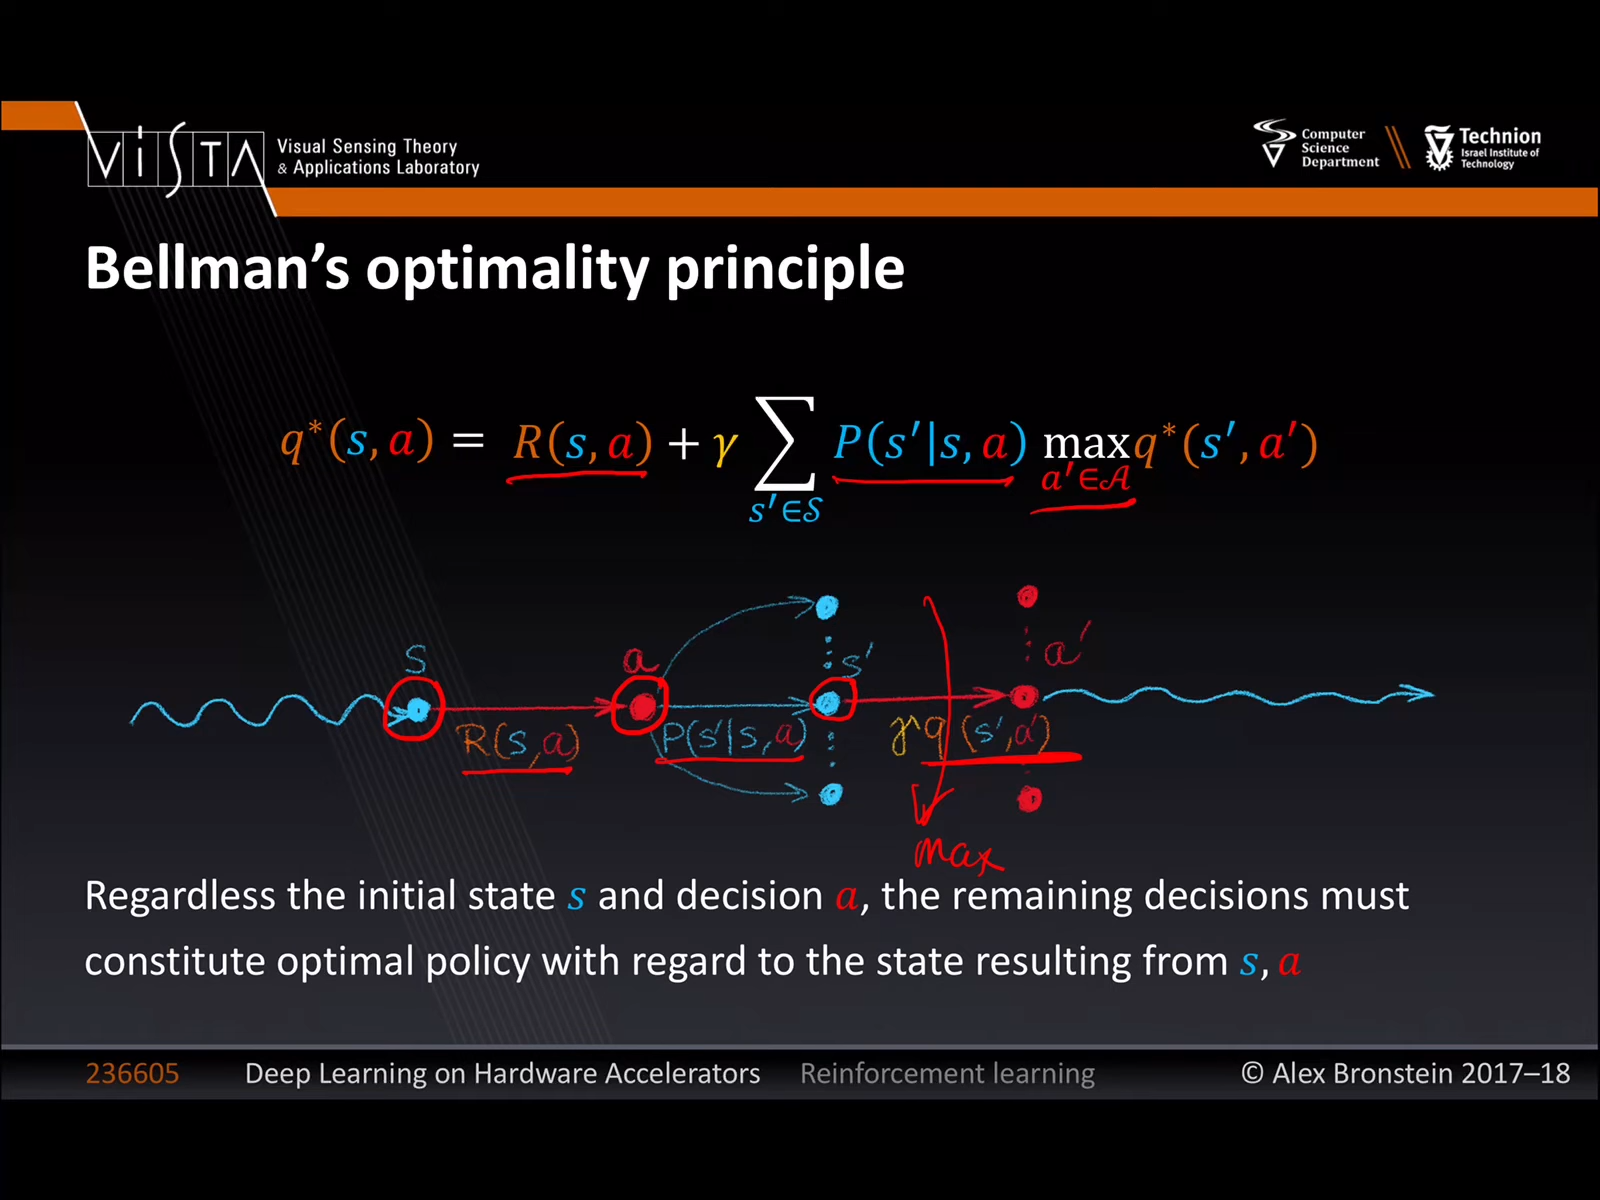 ViSTA
Visual Sensing Theory
& Applications Laboratory
Computer
Science
Department
Technion
Israel Institute of
Technology
Bellman’s optimality principle
q*(s, a) = R(s, a) + γ ∑ P(s′|s, a) max q*(s′, a′)
s′∈𝒮 a′∈𝒜
s a s′ a′
R(s,a) P(s′|s,a) γq (s′,a′)
max
Regardless the initial state s and decision a, the remaining decisions must
constitute optimal policy with regard to the state resulting from s, a
236605 Deep Learning on Hardware Accelerators Reinforcement learning © Alex Bronstein 2017–18